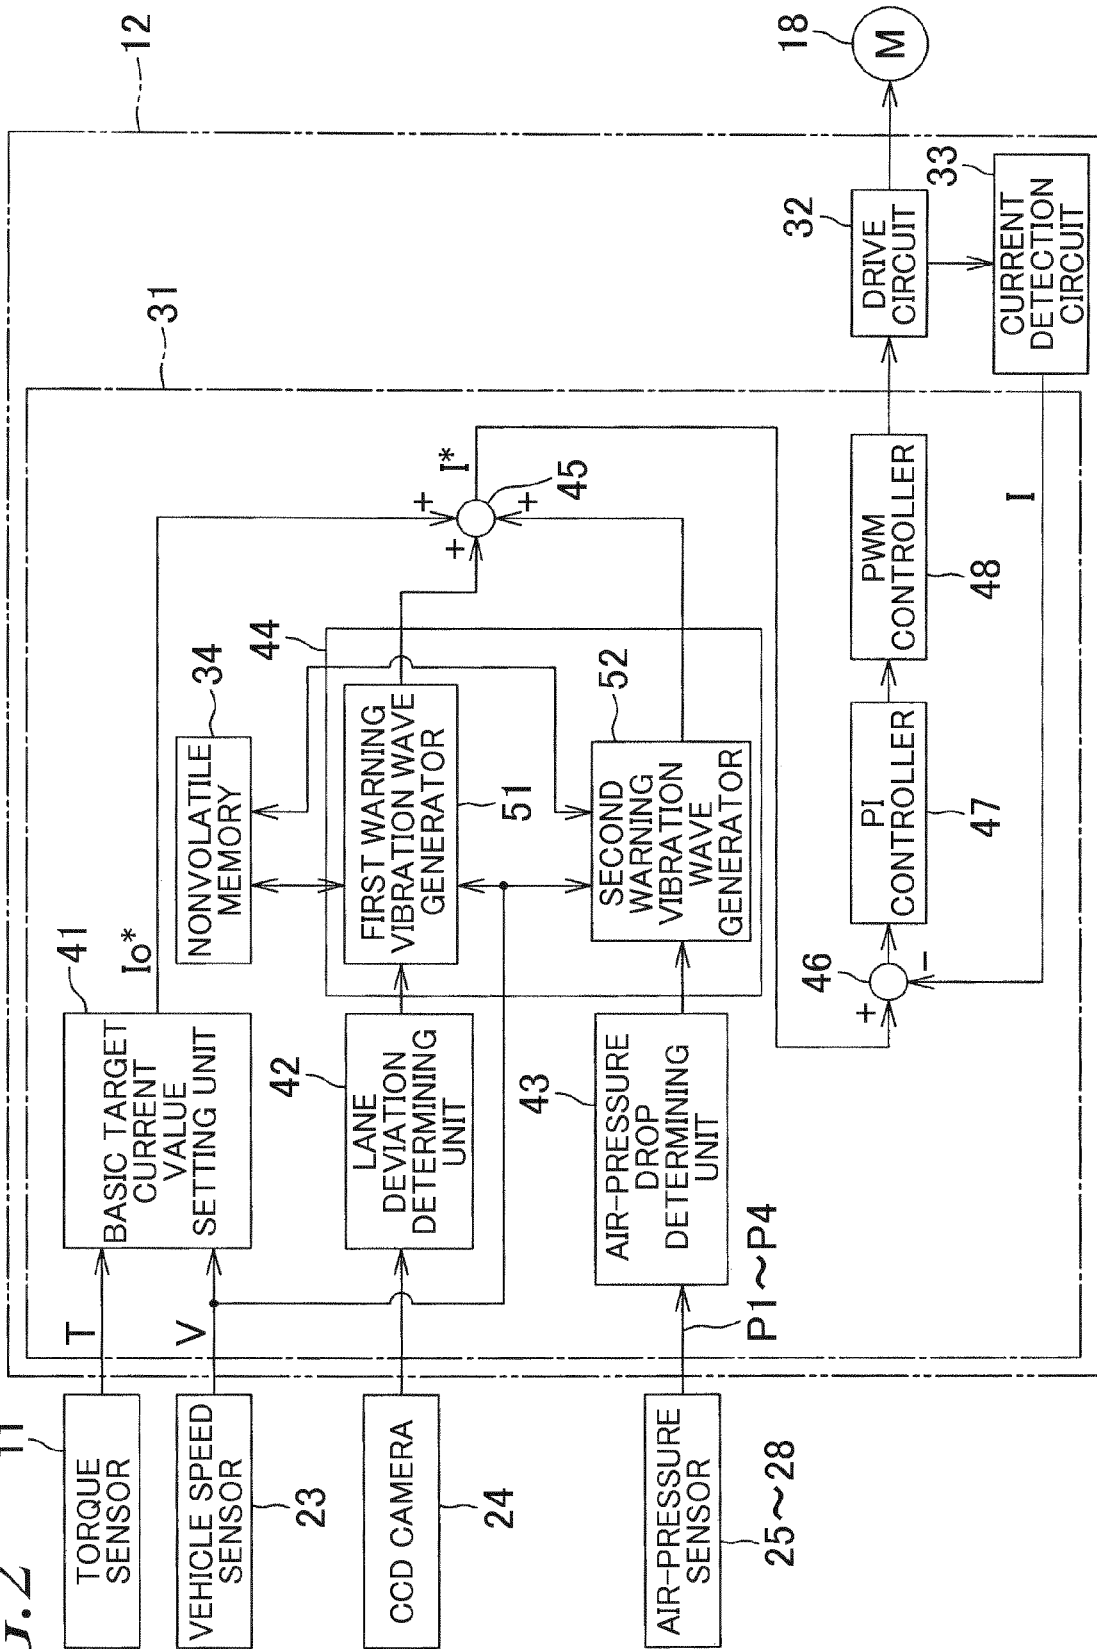 12
31
TORQUE
SENSOR
11
T
BASIC TARGET
CURRENT
VALUE
SETTING UNIT
41
Io*
VEHICLE SPEED
SENSOR
23
V
NONVOLATILE
MEMORY
34
CCD CAMERA
24
LANE
DEVIATION
DETERMINING
UNIT
42
44
FIRST WARNING
VIBRATION WAVE
GENERATOR
51
+
+
+
I*
45
AIR-PRESSURE
SENSOR
25~28
P1~P4
AIR-PRESSURE
DROP
DETERMINING
UNIT
43
SECOND
WARNING
VIBRATION
WAVE
GENERATOR
52
+
−
46
PI
CONTROLLER
47
PWM
CONTROLLER
48
DRIVE
CIRCUIT
32
M
18
CURRENT
DETECTION
CIRCUIT
33
I